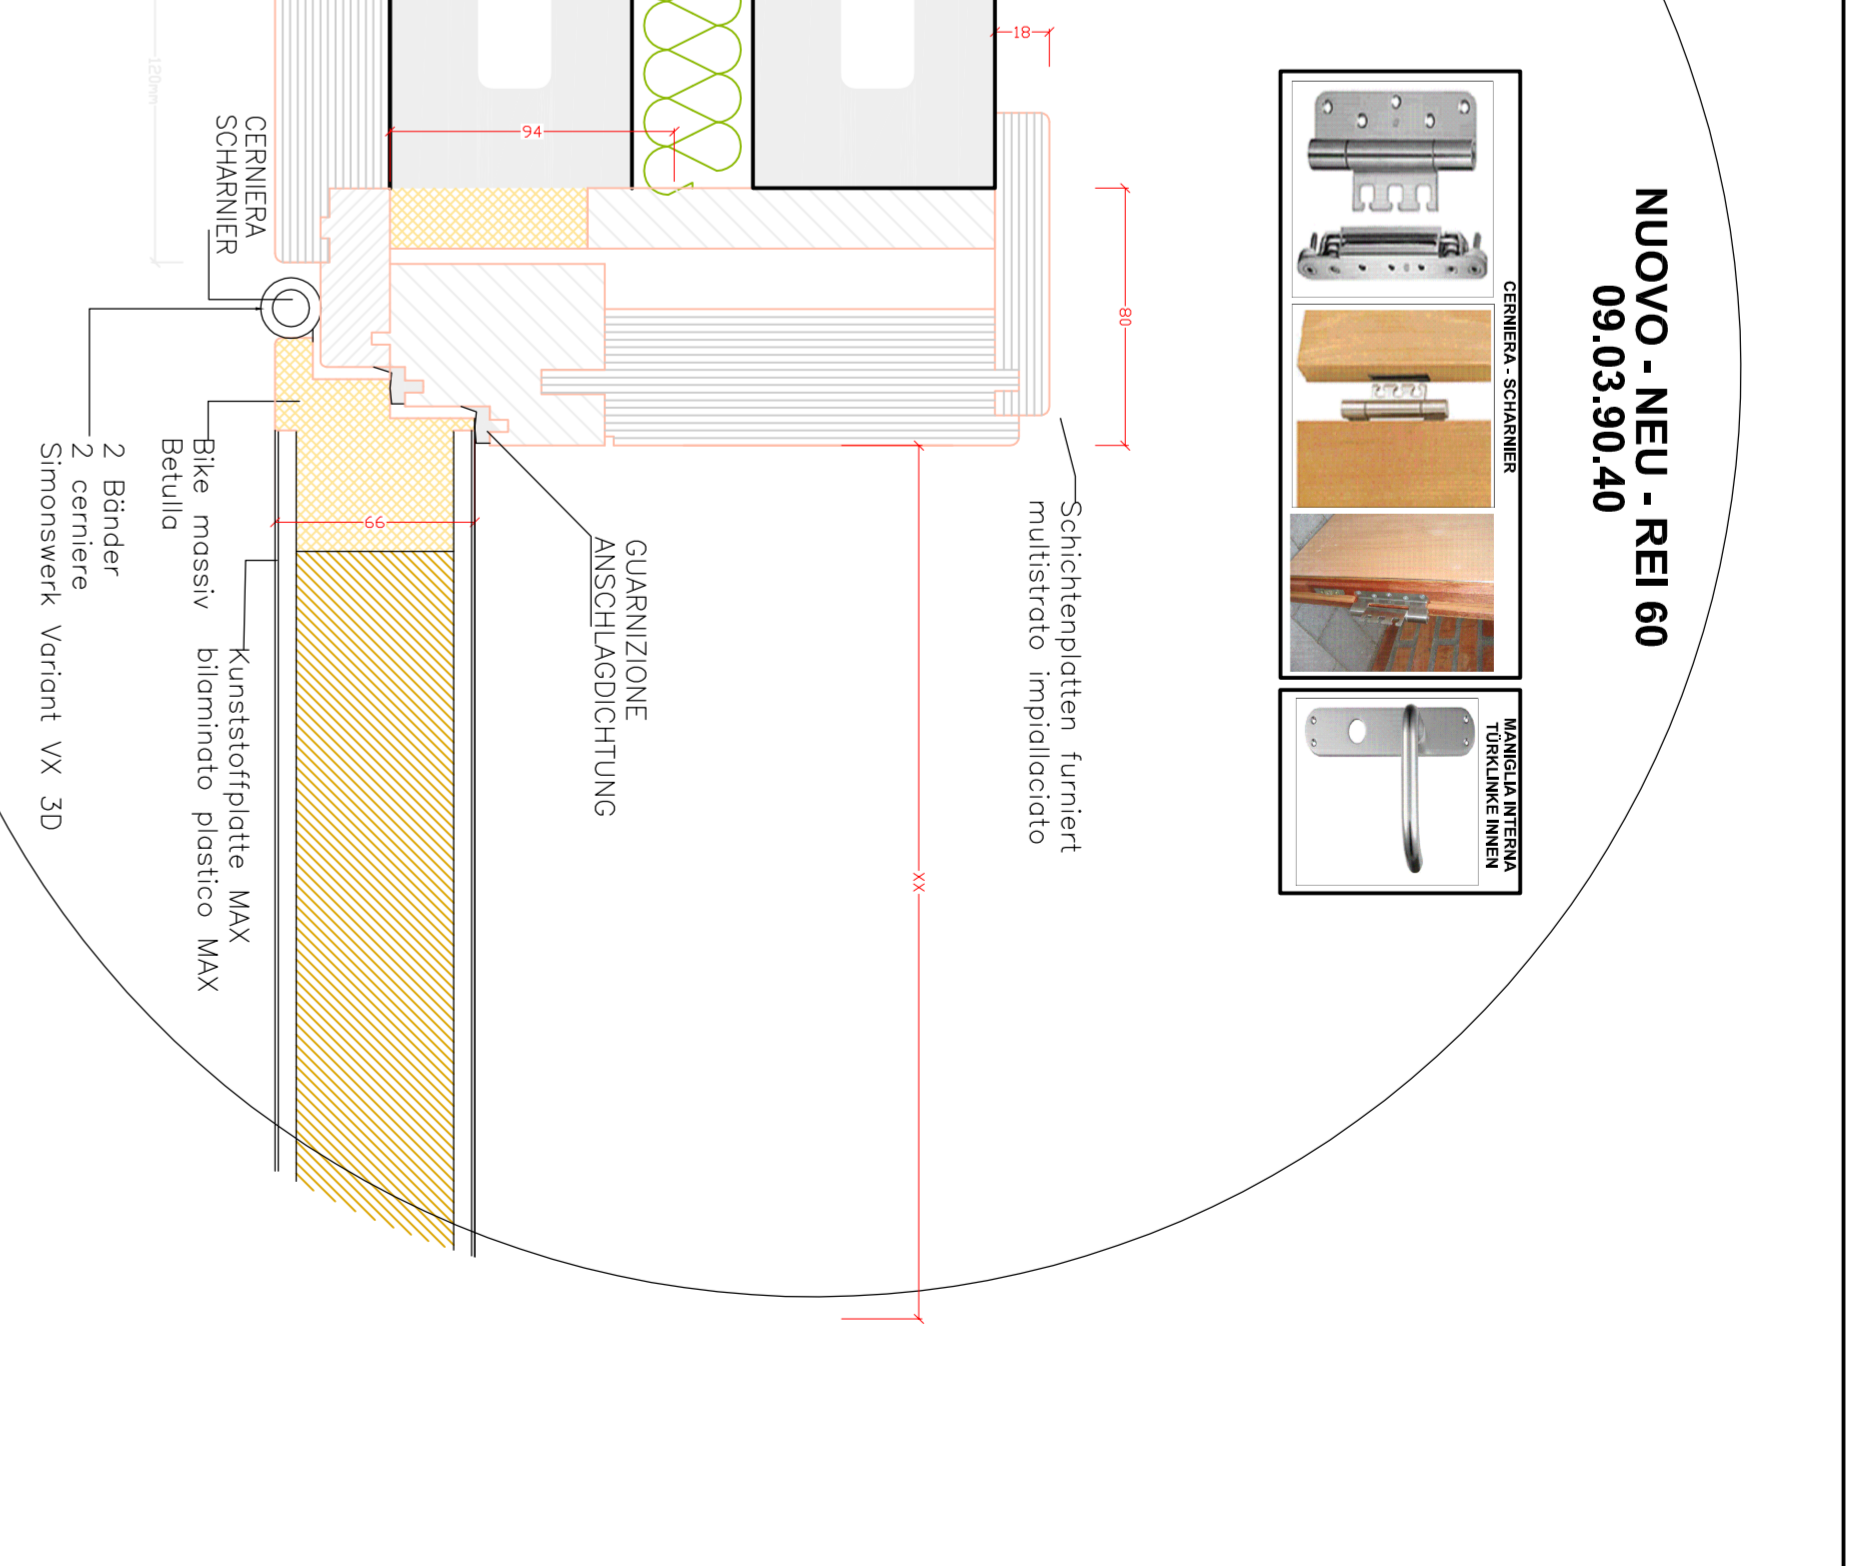 NUOVO - NEU - REI 60
09.03.90.40
CERNIERA - SCHARNIER
MANIGLIA INTERNA
TÜRKLINKE INNEN
18
80
Schichtenplatten furniert
multistrato impiallaciato
XX
94
GUARNIZIONE
ANSCHLAGDICHTUNG
66
CERNIERA
SCHARNIER
120mm
Kunststoffplatte MAX
bilaminato plastico MAX
Bike massiv
Betulla
2 Bänder
2 cerniere
Simonswerk Variant VX 3D